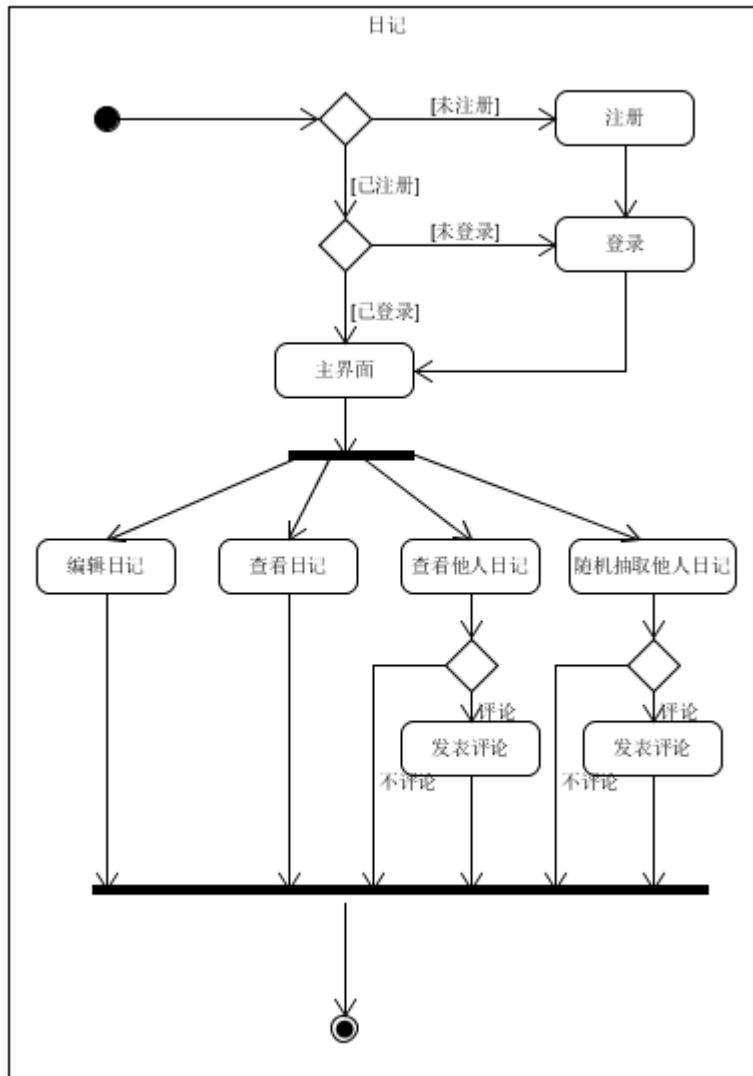 日记
[未注册]
注册
[已注册]
[未登录]
登录
[已登录]
主界面
编辑日记
查看日记
查看他人日记
随机抽取他人日记
评论
评论
发表评论
发表评论
不评论
不评论